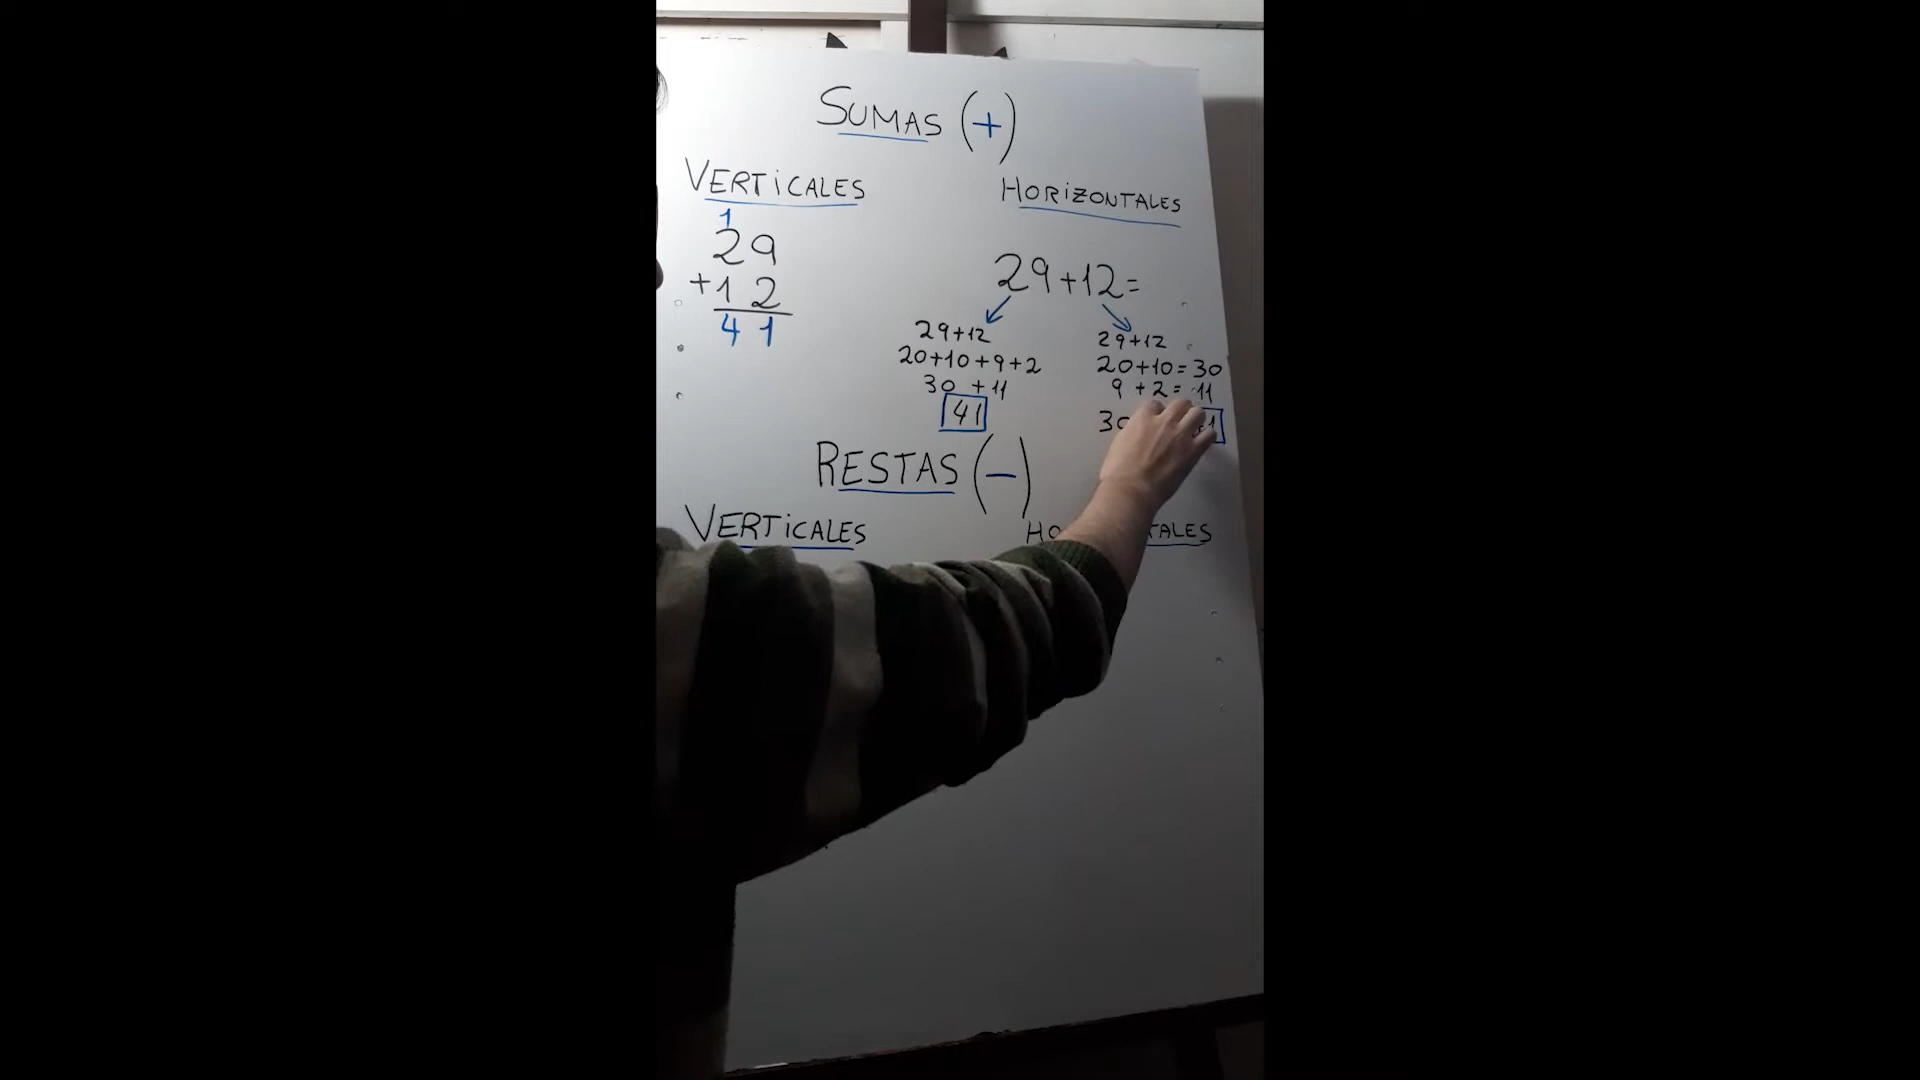 SUMAS (+)
VERTICALES
1
29
+12
41
HORIZONTALES
29+12=
29+12
20+10+9+2
30 +11
41
29+12
20+10=30
9+2=11
30
RESTAS (-)
VERTICALES